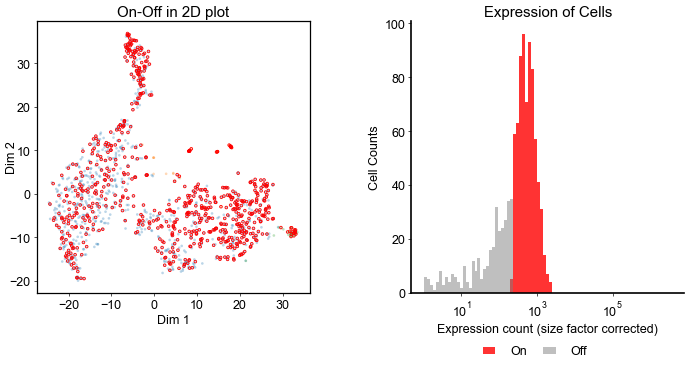 On-Off in 2D plot
30
20
10
0
−10
−20
Dim 2
−20 −10 0 10 20 30
Dim 1
Expression of Cells
100
80
60
40
20
0
Cell Counts
10^1 10^3 10^5
Expression count (size factor corrected)
On Off